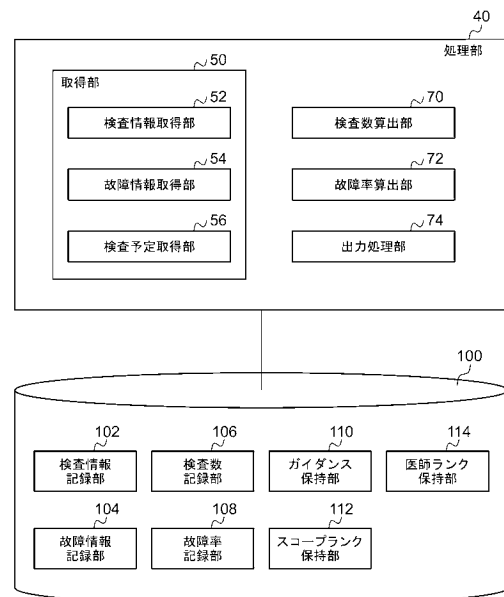 40
処理部
50
取得部
52
検査情報取得部
54
故障情報取得部
56
検査予定取得部
70
検査数算出部
72
故障率算出部
74
出力処理部
100
102
検査情報
記録部
106
検査数
記録部
110
ガイダンス
保持部
114
医師ランク
保持部
104
故障情報
記録部
108
故障率
記録部
112
スコープランク
保持部